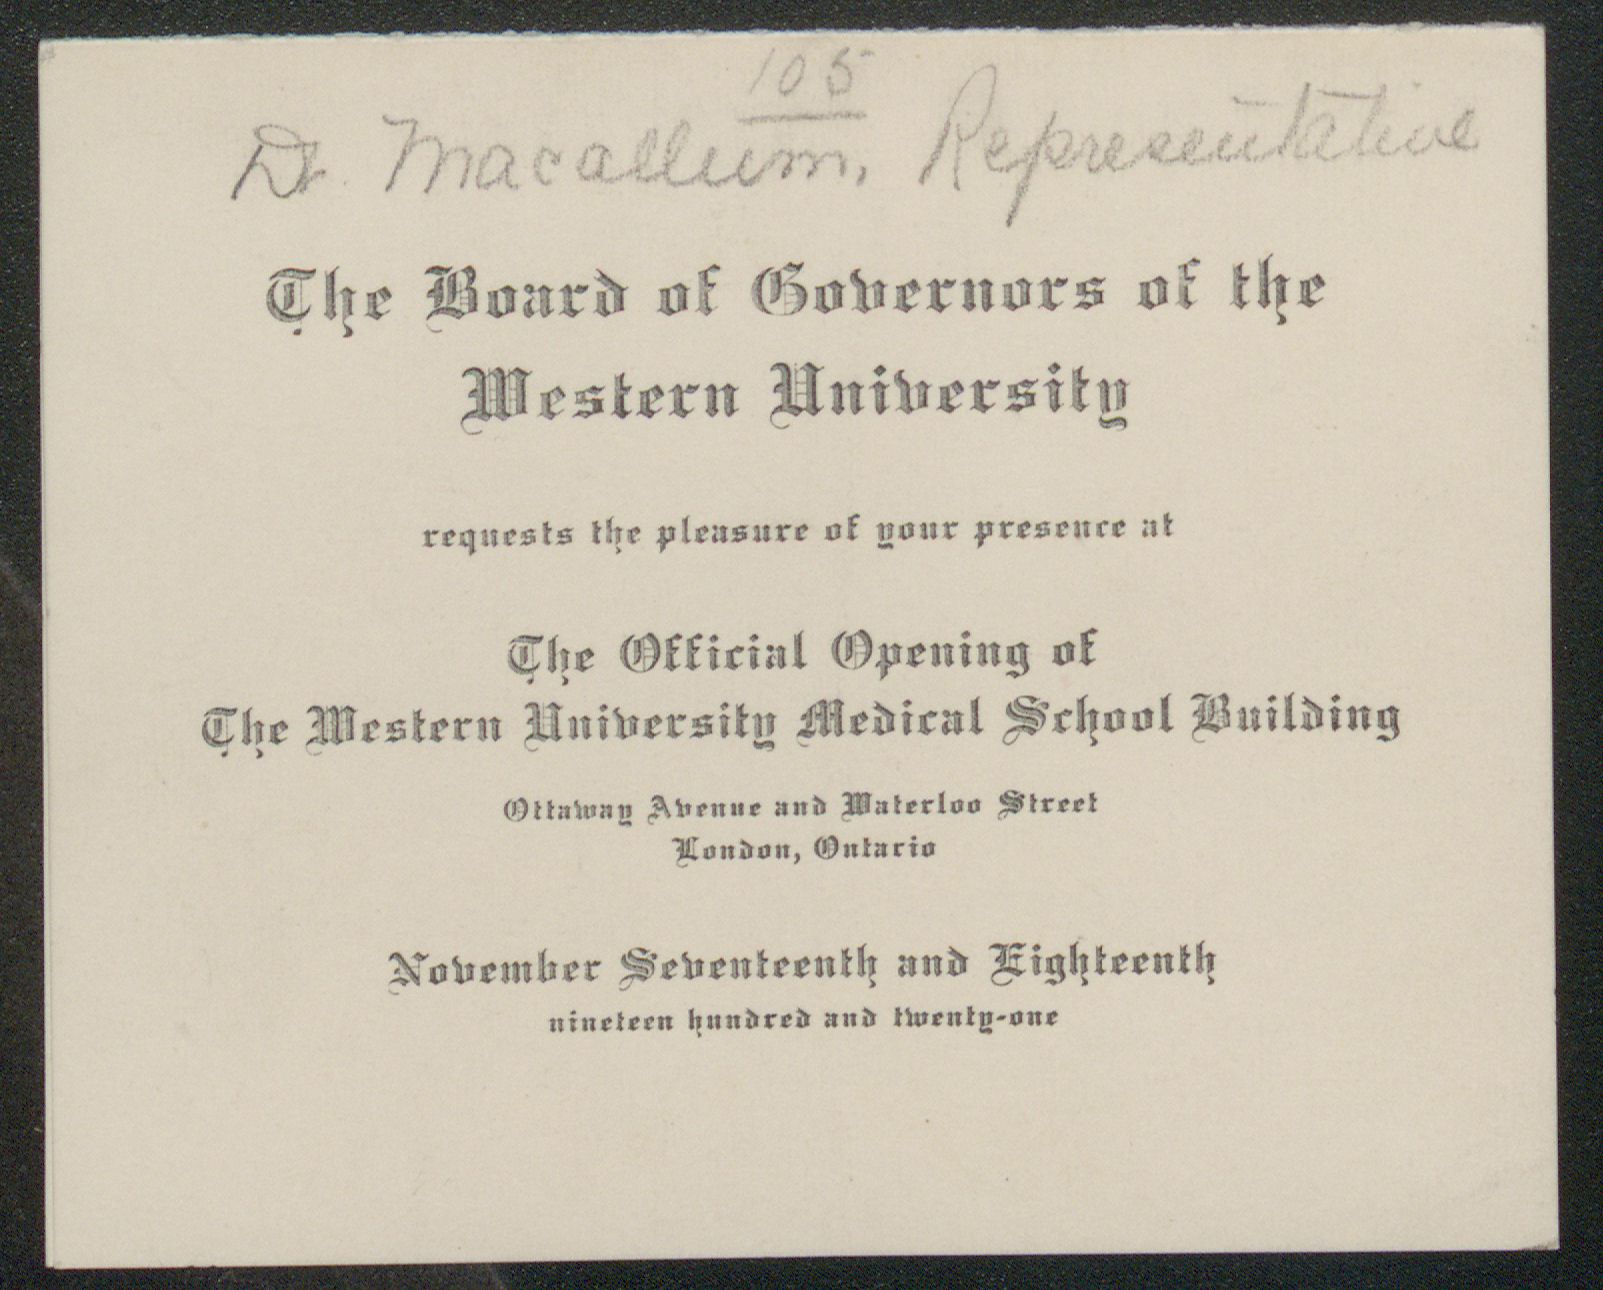 105
Dr. Macallum, Representative
The Board of Governors of the
Western University
requests the pleasure of your presence at
The Official Opening of
The Western University Medical School Building
Ottaway Avenue and Waterloo Street
London, Ontario
November Seventeenth and Eighteenth
nineteen hundred and twenty-one